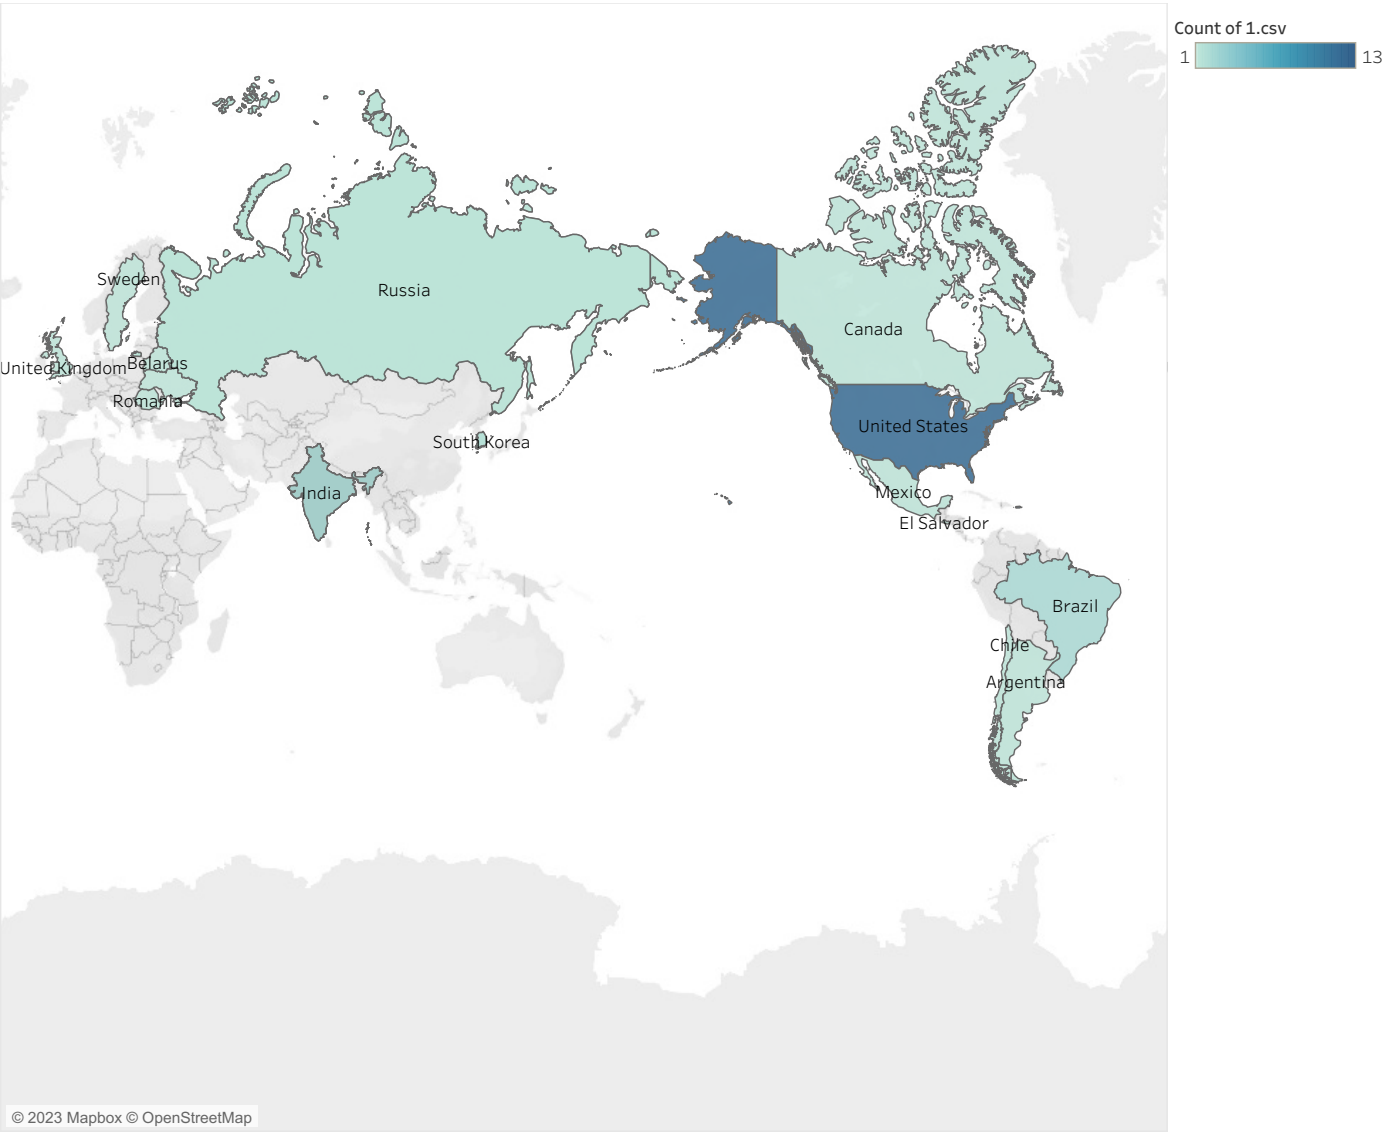 Count of 1.csv
1 13
Sweden
Russia
Canada
United Kingdom
Belarus
Romania
United States
South Korea
India
Mexico
El Salvador
Brazil
Chile
Argentina
© 2023 Mapbox © OpenStreetMap